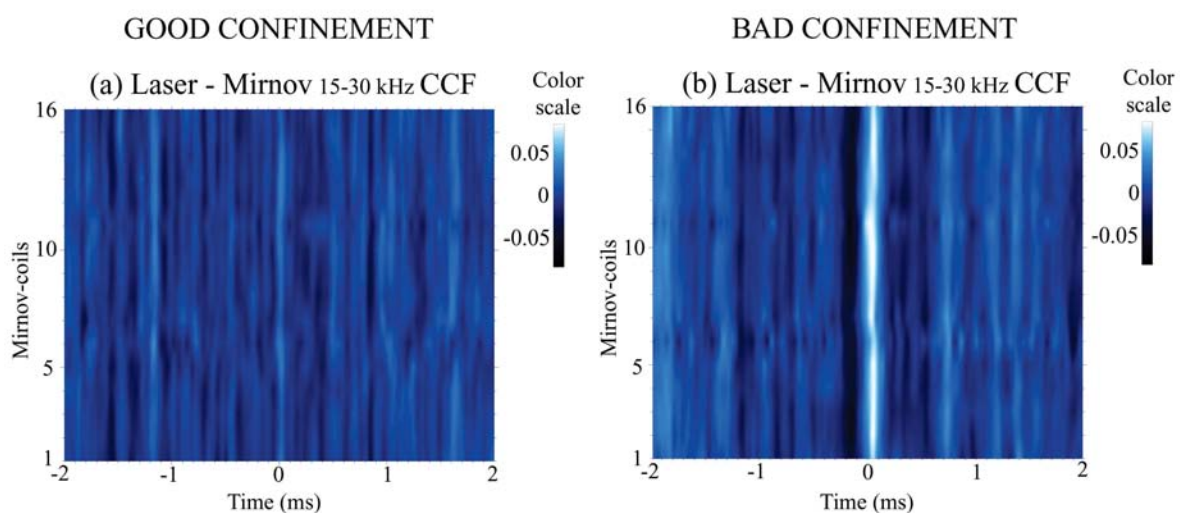 GOOD CONFINEMENT
(a) Laser - Mirnov 15-30 kHz CCF
Color
scale
16
10
5
1
Mirnov-coils
-2
-1
0
1
2
Time (ms)
0.05
0
-0.05
BAD CONFINEMENT
(b) Laser - Mirnov 15-30 kHz CCF
Color
scale
16
10
5
1
Mirnov-coils
-2
-1
0
1
2
Time (ms)
0.05
0
-0.05